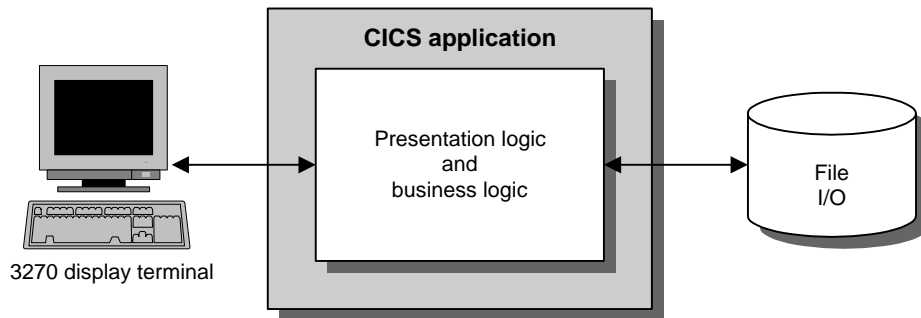 CICS application
Presentation logic
and
business logic
File
I/O
3270 display terminal